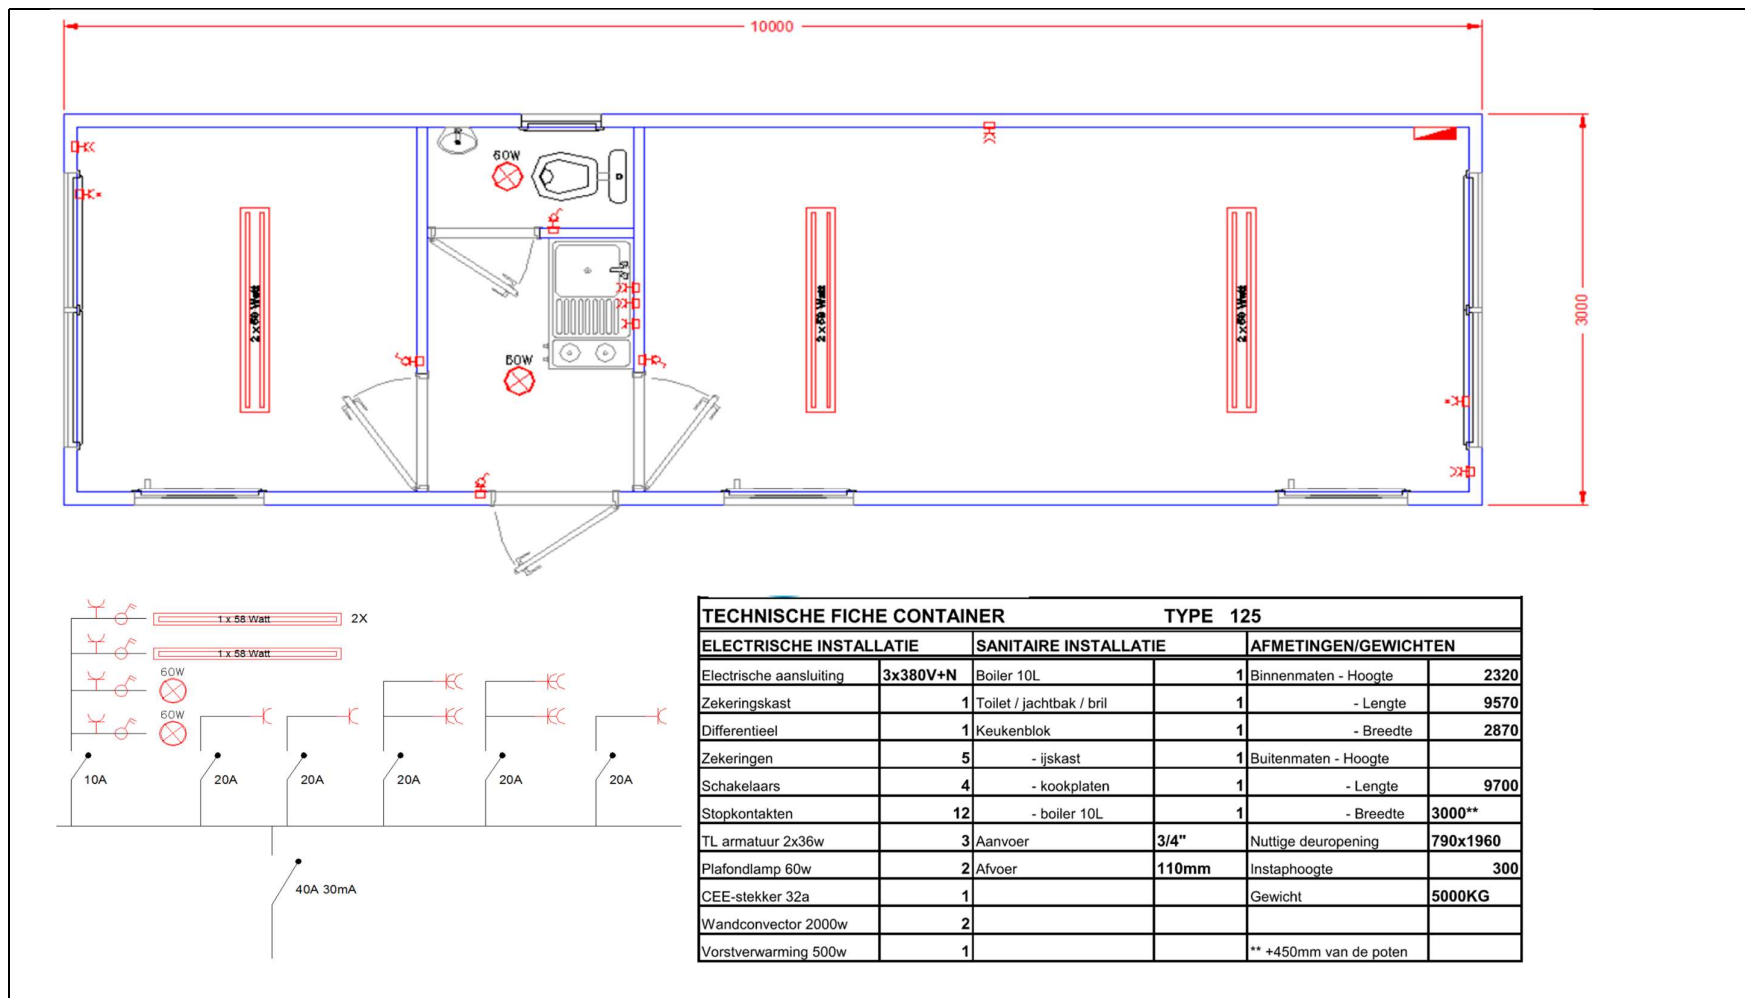 10000
60W
3000
2 x 60 Watt
2 x 60 Watt
60W
1 x 58 Watt 2X
1 x 58 Watt
60W
60W
10A 20A 20A 20A 20A 20A
40A 30mA
TECHNISCHE FICHE CONTAINER TYPE 125
ELECTRISCHE INSTALLATIE SANITAIRE INSTALLATIE AFMETINGEN/GEWICHTEN
Electrische aansluiting 3x380V+N Boiler 10L 1 Binnenmaten - Hoogte 2320
Zekeringskast 1 Toilet / jachtbak / bril 1 - Lengte 9570
Differentieel 1 Keukenblok 1 - Breedte 2870
Zekeringen 5 - ijskast 1 Buitenmaten - Hoogte
Schakelaars 4 - kookplaten 1 - Lengte 9700
Stopkontakten 12 - boiler 10L 1 - Breedte 3000**
TL armatuur 2x36w 3 Aanvoer 3/4" Nuttige deuropening 790x1960
Plafondlamp 60w 2 Afvoer 110mm Instaphoogte 300
CEE-stekker 32a 1 Gewicht 5000KG
Wandconvector 2000w 2
Vorstverwarming 500w 1 ** +450mm van de poten